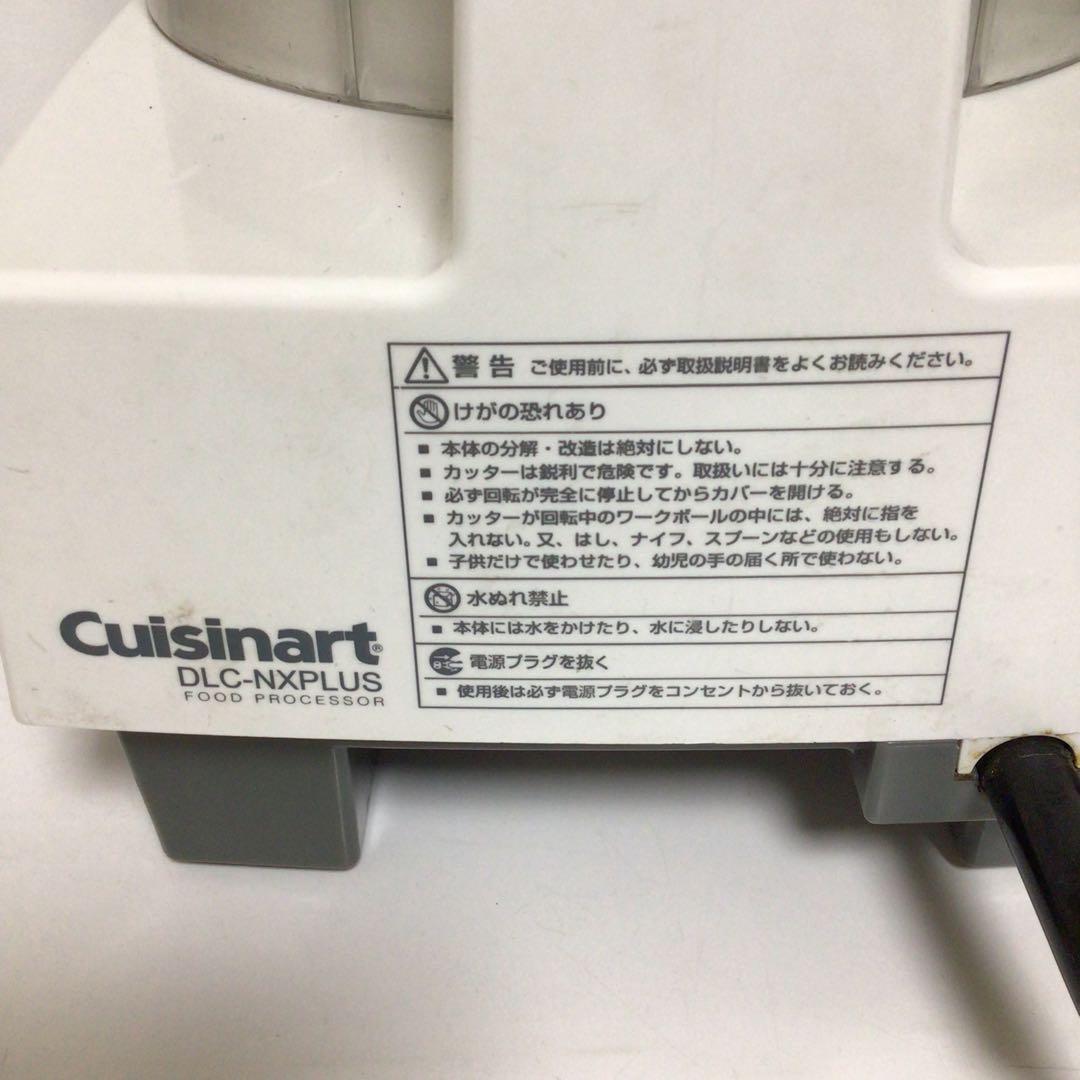 警告 ご使用前に、必ず取扱説明書をよくお読みください。
けがの恐れあり
■ 本体の分解・改造は絶対にしない。
■ カッターは鋭利で危険です。取扱いには十分に注意する。
■ 必ず回転が完全に停止してからカバーを開ける。
■ カッターが回転中のワークボールの中には、絶対に指を
入れない。又、はし、ナイフ、スプーンなどの使用もしない。
■ 子供だけで使わせたり、幼児の手の届く所で使わない。
水ぬれ禁止
■ 本体には水をかけたり、水に浸したりしない。
電源プラグを抜く
■ 使用後は必ず電源プラグをコンセントから抜いておく。
Cuisinart®
DLC-NXPLUS
FOOD PROCESSOR